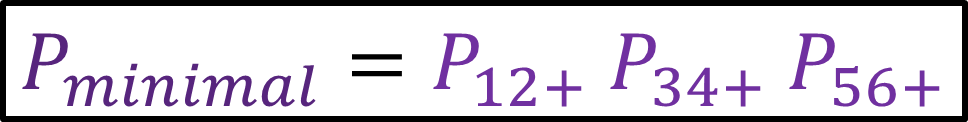 P_minimal = P_12+ P_34+ P_56+